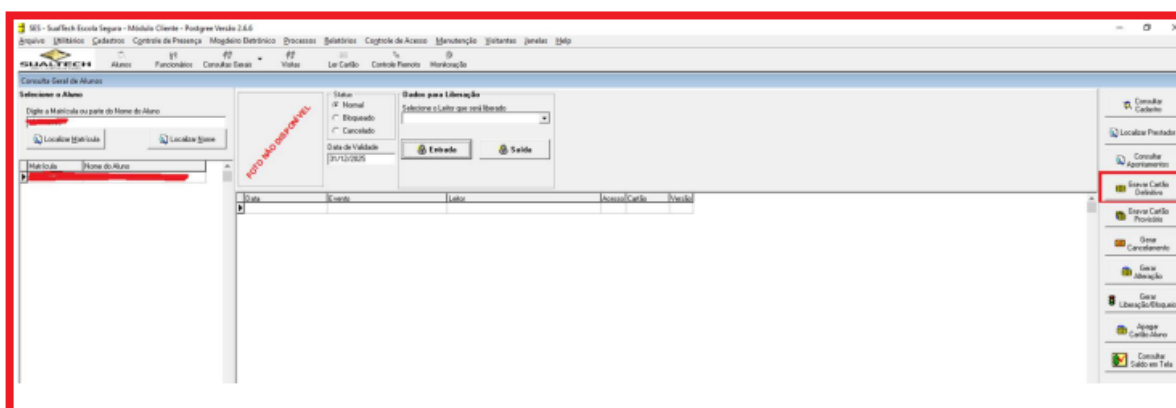 SES - SualTech Escola Segura - Módulo Cliente - Postgree Versão 2.6.6
Arquivo Utilitários Cadastros Controle de Presença Mogdeiro Eletrônico Processos Relatórios Controle de Acesso Manutenção Visitantes Janelas Help
SUALTECH Alunos Funcionários Consultas Gerais Visitas Ler Cartão Controle Remoto Monitoração
Consulta Geral de Alunos
Selecione o Aluno
Digite a Matrícula ou parte do Nome do Aluno
Localizar Matrícula Localizar Nome
Matrícula Nome do Aluno
FOTO NÃO DISPONÍVEL
Status
Normal
Bloqueado
Cancelado
Data de Validade
31/12/2025
Dados para Liberação
Selecione o Leitor que será liberado
Entrada Saída
Data Evento Leitor Acesso Cartão Versão
Consultar Cadastro
Localizar Prestador
Consultar Apontamentos
Gravar Cartão Definitivo
Gravar Cartão Provisório
Gerar Cancelamento
Gerar Alteração
Gerar Liberação/Bloqueio
Apagar Cartão Aluno
Consultar Saldo em Tela